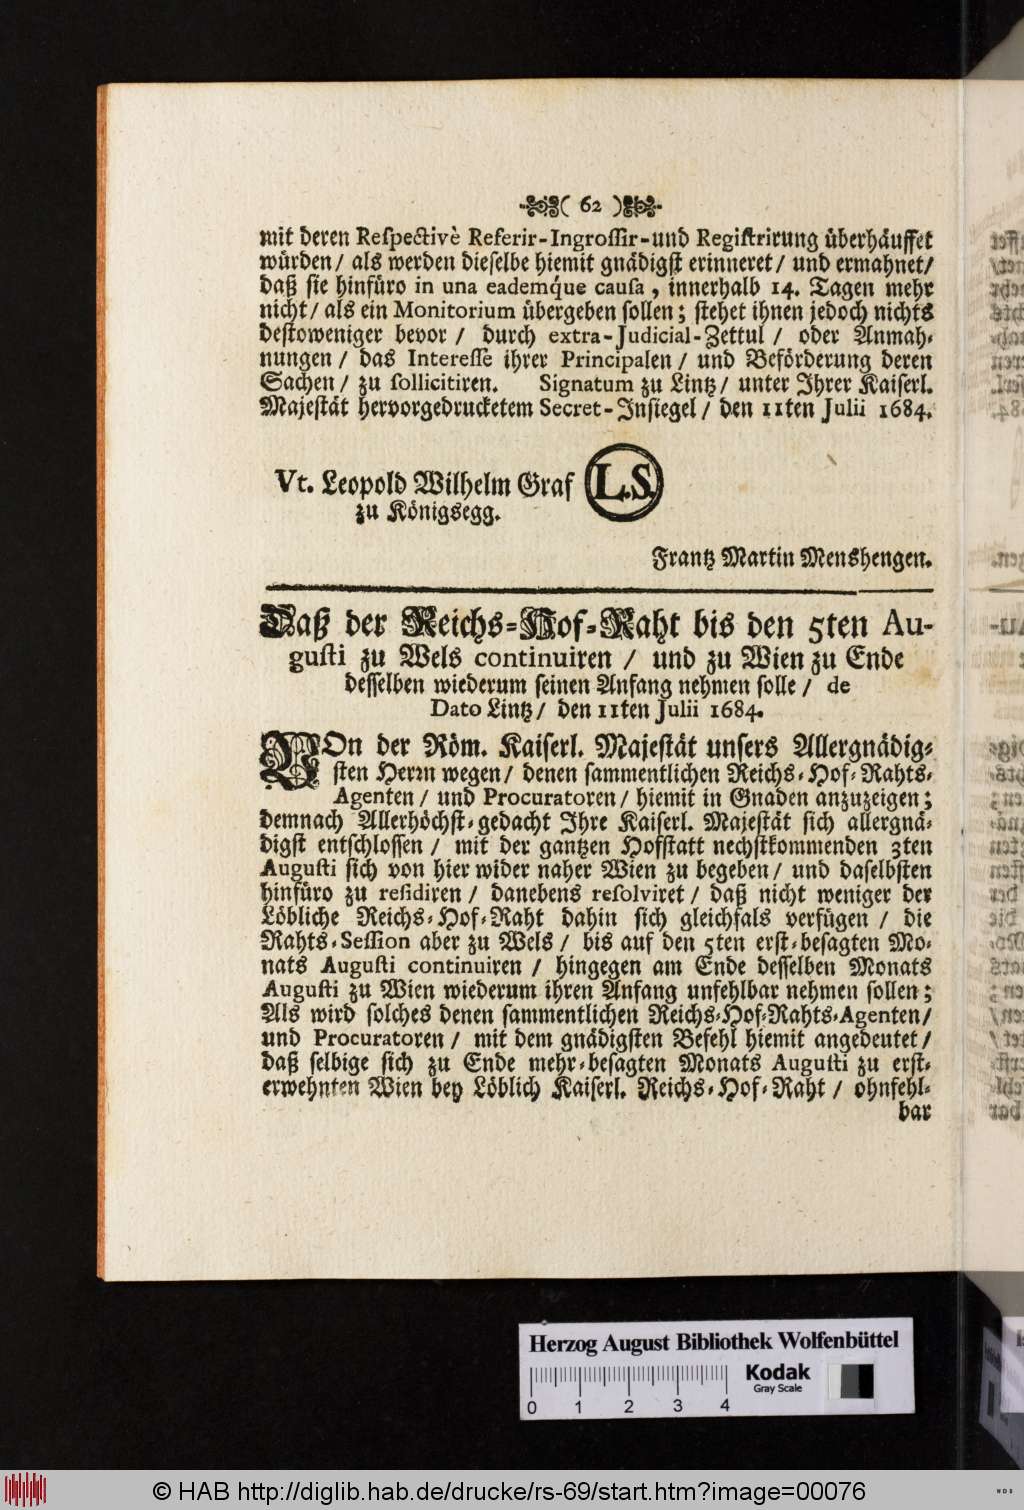 ( 62 )
mit deren Reſpectivè Referir-Ingroſſir-und Regiſtrirung überhäuffet
würden / als werden dieſelbe hiemit gnädigſt erinneret / und ermahnet /
daß ſie hinfüro in una eademq́ue cauſa, innerhalb 14. Tagen mehr
nicht / als ein Monitorium übergeben ſollen; ſtehet ihnen jedoch nichts
deſtoweniger bevor / durch extra-Judicial-Zettul / oder Anmah-
nungen / das Intereſſe ihrer Principalen / und Beförderung deren
Sachen / zu ſollicitiren. Signatum zu Lintz / unter Ihrer Kaiſerl.
Majeſtät hervorgedrucketem Secret-Inſiegel / den 11ten Julii 1684.
Vt. Leopold Wilhelm Graf L.S.
zu Königsegg.
Frantz Martin Menshengen.
Daß der Reichs-Hof-Raht bis den 5ten Au-
guſti zu Wels continuiren / und zu Wien zu Ende
deſſelben wiederum ſeinen Anfang nehmen ſolle / de
Dato Lintz / den 11ten Julii 1684.
VOn der Röm. Kaiſerl. Majeſtät unſers Allergnädig-
ſten Herrn wegen / denen ſammentlichen Reichs-Hof-Rahts-
Agenten / und Procuratoren / hiemit in Gnaden anzuzeigen;
demnach Allerhöchſt-gedacht Ihre Kaiſerl. Majeſtät ſich allergnä-
digſt entſchloſſen / mit der gantzen Hofſtatt nechſtkommenden 3ten
Auguſti ſich von hier wider naher Wien zu begeben / und daſelbſten
hinfüro zu reſidiren / danebens reſolviret / daß nicht weniger der
Löbliche Reichs-Hof-Raht dahin ſich gleichfals verfügen / die
Rahts-Seſſion aber zu Wels / bis auf den 5ten erſt-beſagten Mo-
nats Auguſti continuiren / hingegen am Ende deſſelben Monats
Auguſti zu Wien wiederum ihren Anfang unfehlbar nehmen ſollen;
Als wird ſolches denen ſammentlichen Reichs-Hof-Rahts-Agenten /
und Procuratoren / mit dem gnädigſten Befehl hiemit angedeutet /
daß ſelbige ſich zu Ende mehr-beſagten Monats Auguſti zu erſt-
erwehnten Wien bey Löblich Kaiſerl. Reichs-Hof-Raht / ohnfehl-
bar
Herzog August Bibliothek Wolfenbüttel
Kodak
Gray Scale
0 1 2 3 4
© HAB http://diglib.hab.de/drucke/rs-69/start.htm?image=00076